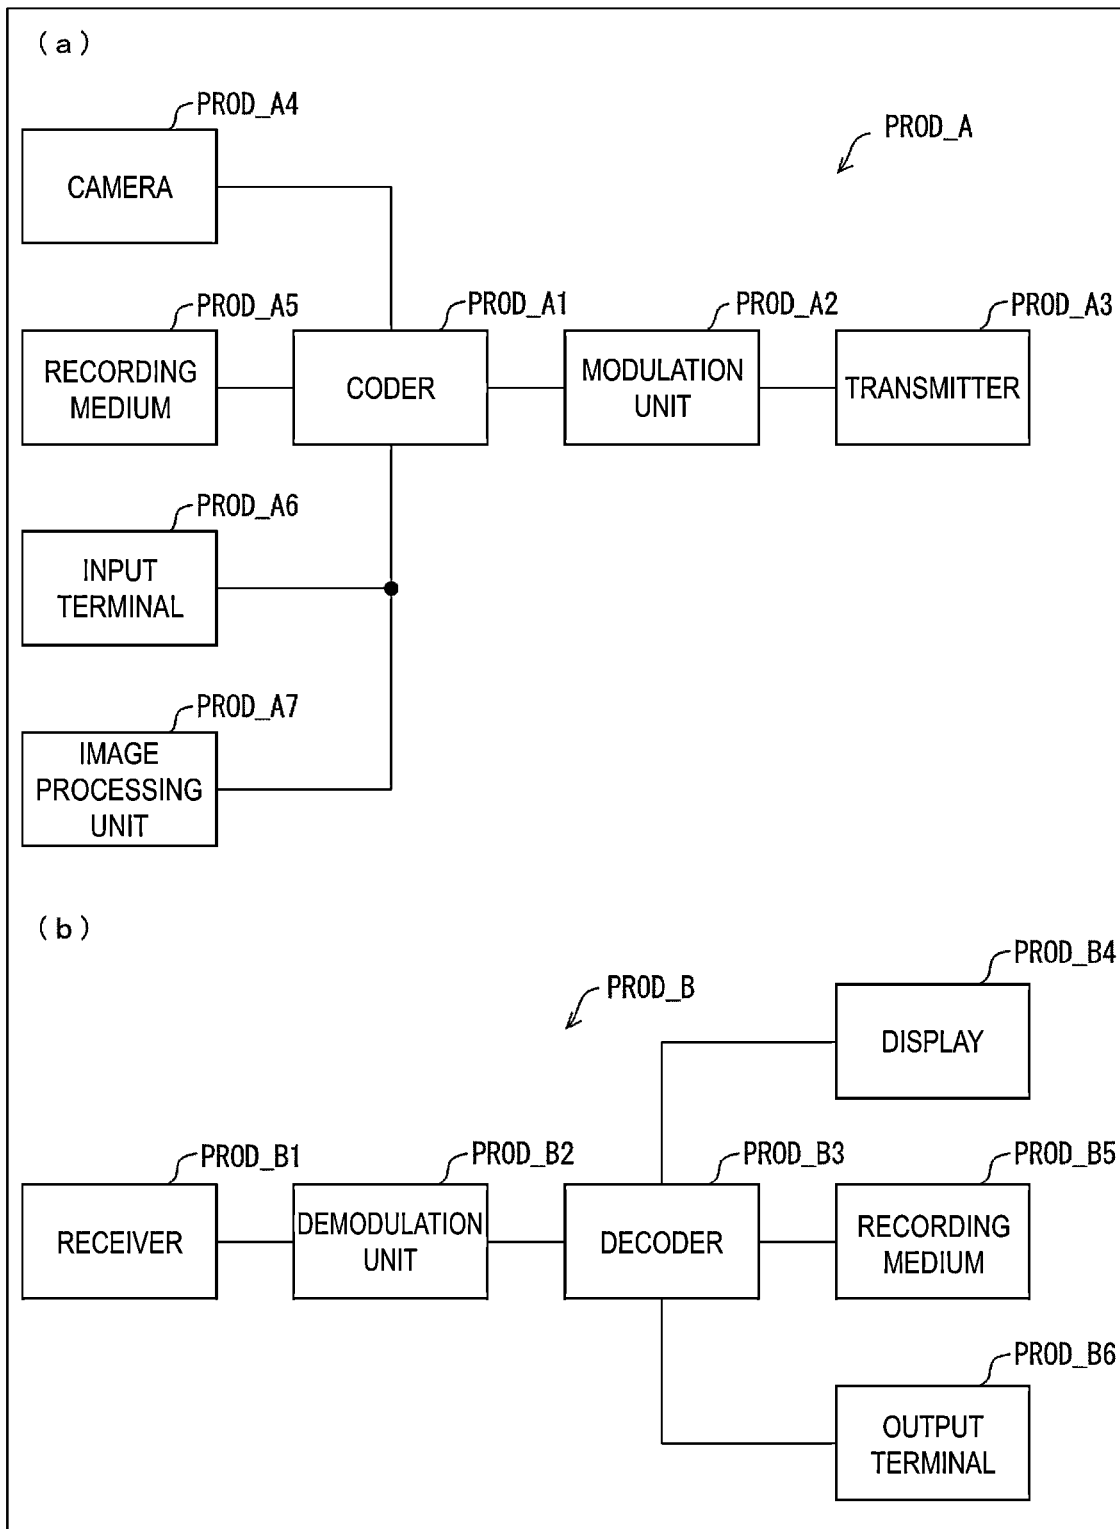 (a)
PROD_A4
CAMERA
PROD_A
PROD_A5
RECORDING
MEDIUM
PROD_A1
CODER
PROD_A2
MODULATION
UNIT
PROD_A3
TRANSMITTER
PROD_A6
INPUT
TERMINAL
PROD_A7
IMAGE
PROCESSING
UNIT
(b)
PROD_B
PROD_B4
DISPLAY
PROD_B1
RECEIVER
PROD_B2
DEMODULATION
UNIT
PROD_B3
DECODER
PROD_B5
RECORDING
MEDIUM
PROD_B6
OUTPUT
TERMINAL